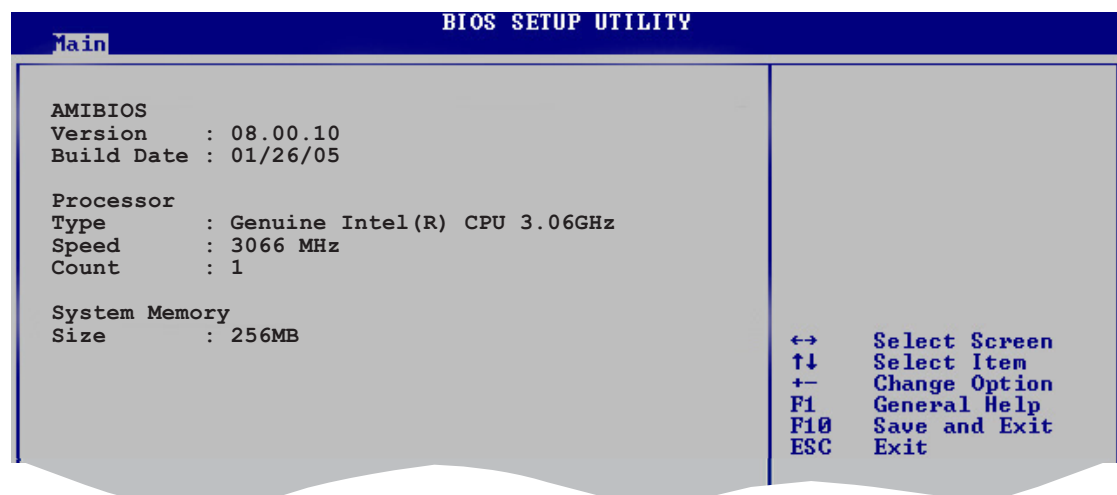 BIOS SETUP UTILITY
Main
AMIBIOS
Version : 08.00.10
Build Date : 01/26/05
Processor
Type : Genuine Intel(R) CPU 3.06GHz
Speed : 3066 MHz
Count : 1
System Memory
Size : 256MB
←→ Select Screen
↑↓ Select Item
+- Change Option
F1 General Help
F10 Save and Exit
ESC Exit